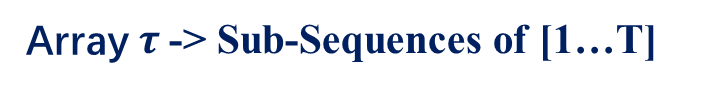 Array τ -> Sub-Sequences of [1…T]